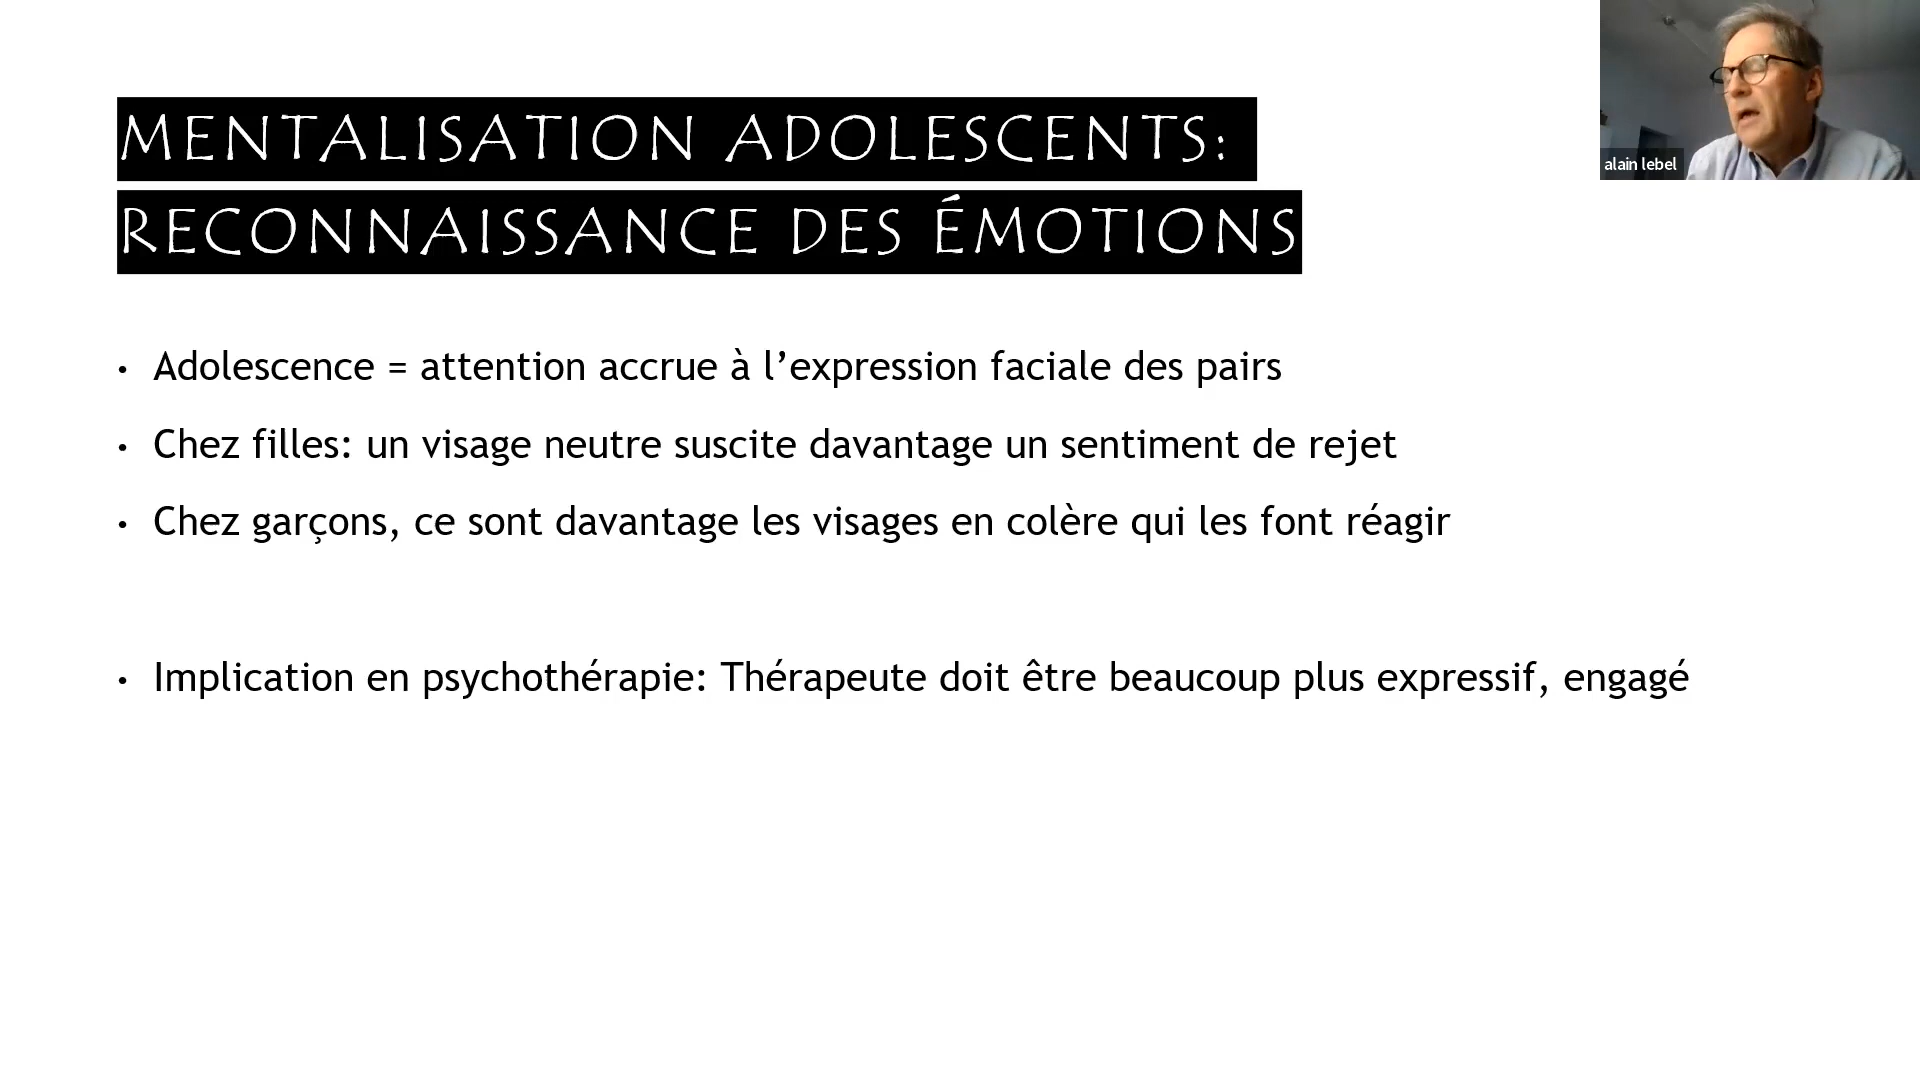 MENTALISATION ADOLESCENTS:
RECONNAISSANCE DES ÉMOTIONS
• Adolescence = attention accrue à l’expression faciale des pairs
• Chez filles: un visage neutre suscite davantage un sentiment de rejet
• Chez garçons, ce sont davantage les visages en colère qui les font réagir
• Implication en psychothérapie: Thérapeute doit être beaucoup plus expressif, engagé
alain lebel